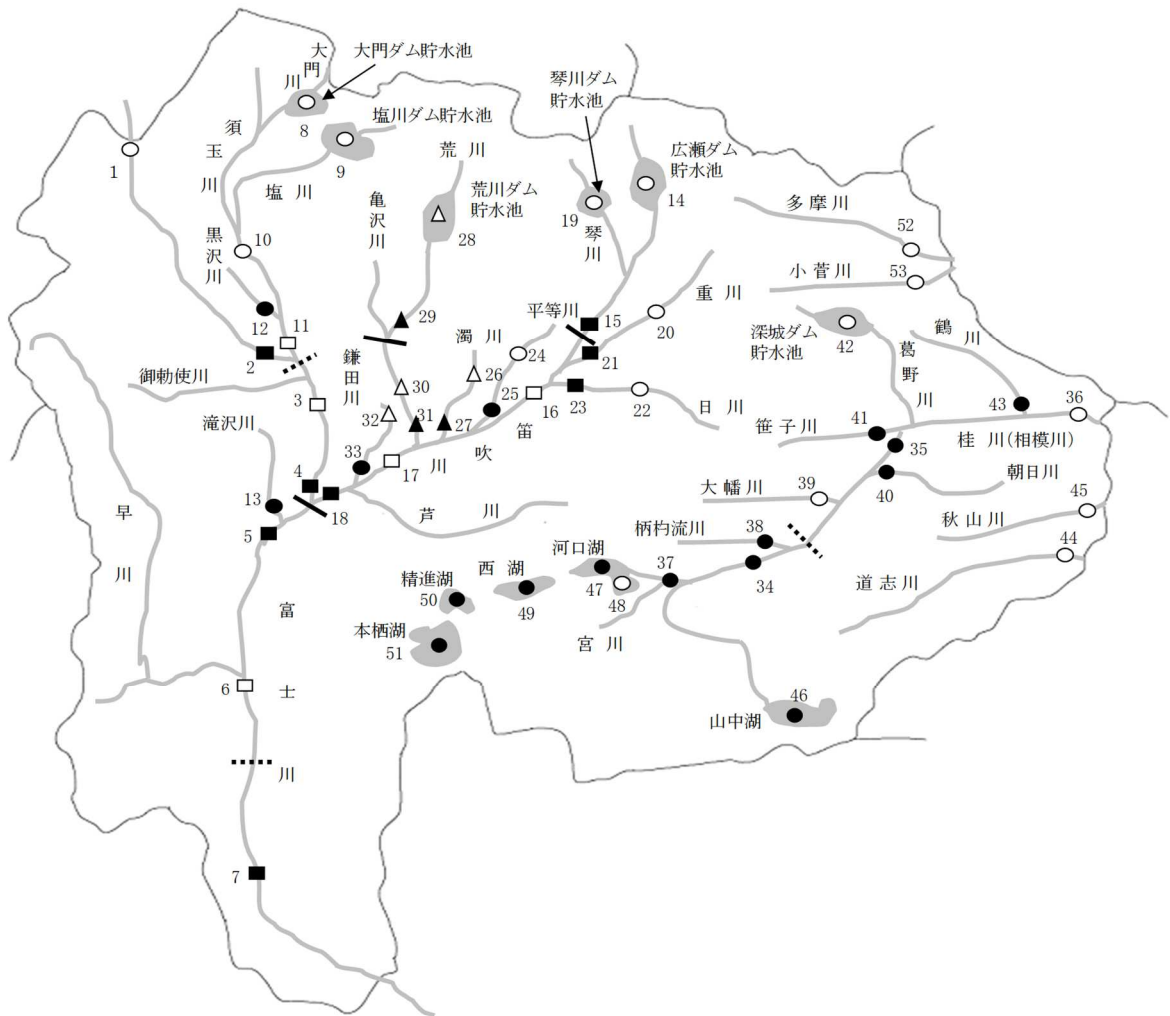 大門川
大門ダム貯水池
8
須玉川
塩川ダム貯水池
9
塩川
1
10
黒沢川
12
11
2
御勅使川
3
荒川
荒川ダム
貯水池
28
亀沢川
29
琴川ダム
貯水池
19
琴川
広瀬ダム
貯水池
14
多摩川
52
小菅川
53
深城ダム
貯水池
42
葛野川
鶴川
43
36
平等川
15
重川
20
21
濁川
26
24
25
16
23
22
日川
鎌田川
30
32
31
27
33
17
笛吹川
滝沢川
13
4
18
5
芦川
早川
富士川
6
7
笹子川
41
35
桂川(相模川)
朝日川
40
大幡川
39
柄杓流川
38
34
秋山川
45
道志川
44
河口湖
47
48
37
西湖
49
精進湖
50
本栖湖
51
宮川
山中湖
46